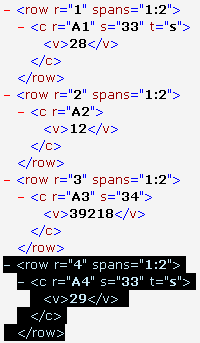 − <row r="1" spans="1:2">
− <c r="A1" s="33" t="s">
<v>28</v>
</c>
</row>
− <row r="2" spans="1:2">
− <c r="A2">
<v>12</v>
</c>
</row>
− <row r="3" spans="1:2">
− <c r="A3" s="34">
<v>39218</v>
</c>
</row>
− <row r="4" spans="1:2">
− <c r="A4" s="33" t="s">
<v>29</v>
</c>
</row>